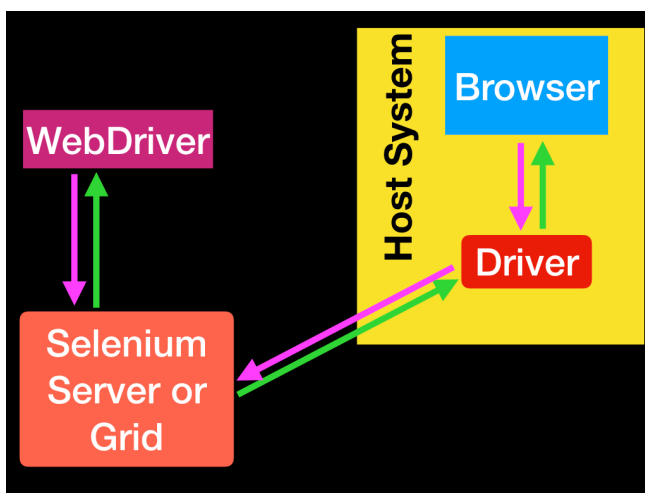 WebDriver
Selenium
Server or
Grid
Host System
Browser
Driver